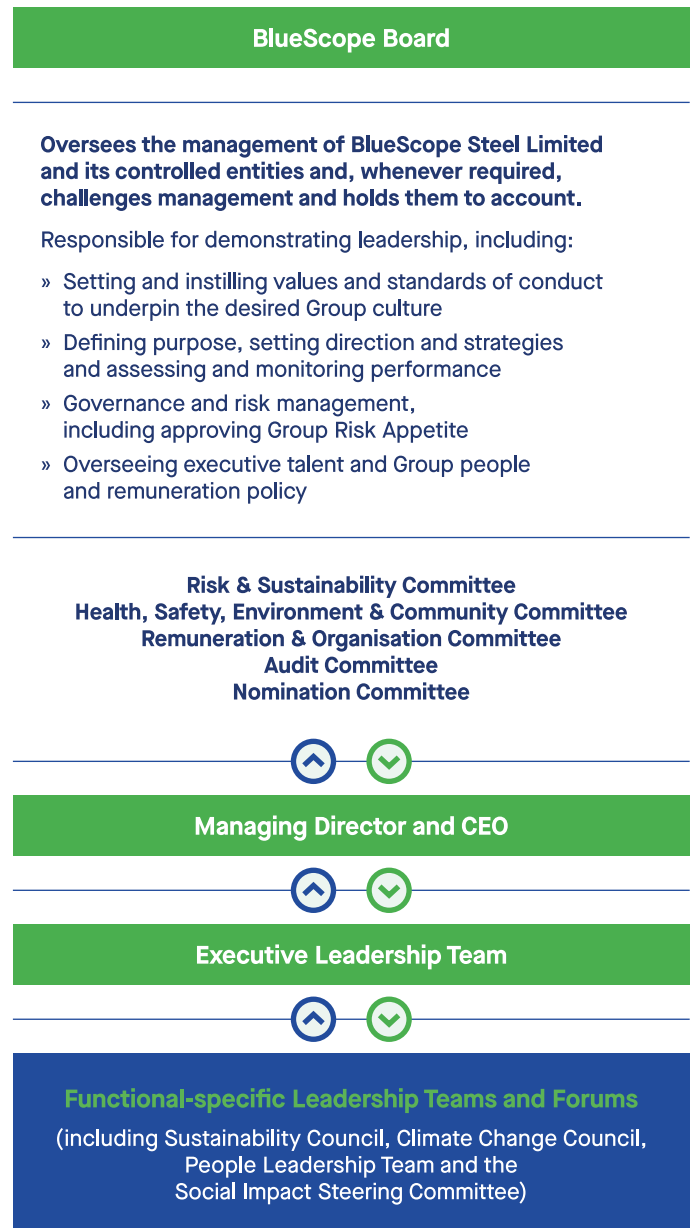 BlueScope Board
Oversees the management of BlueScope Steel Limited
and its controlled entities and, whenever required,
challenges management and holds them to account.
Responsible for demonstrating leadership, including:
» Setting and instilling values and standards of conduct
to underpin the desired Group culture
» Defining purpose, setting direction and strategies
and assessing and monitoring performance
» Governance and risk management,
including approving Group Risk Appetite
» Overseeing executive talent and Group people
and remuneration policy
Risk & Sustainability Committee
Health, Safety, Environment & Community Committee
Remuneration & Organisation Committee
Audit Committee
Nomination Committee
Managing Director and CEO
Executive Leadership Team
Functional-specific Leadership Teams and Forums
(including Sustainability Council, Climate Change Council,
People Leadership Team and the
Social Impact Steering Committee)